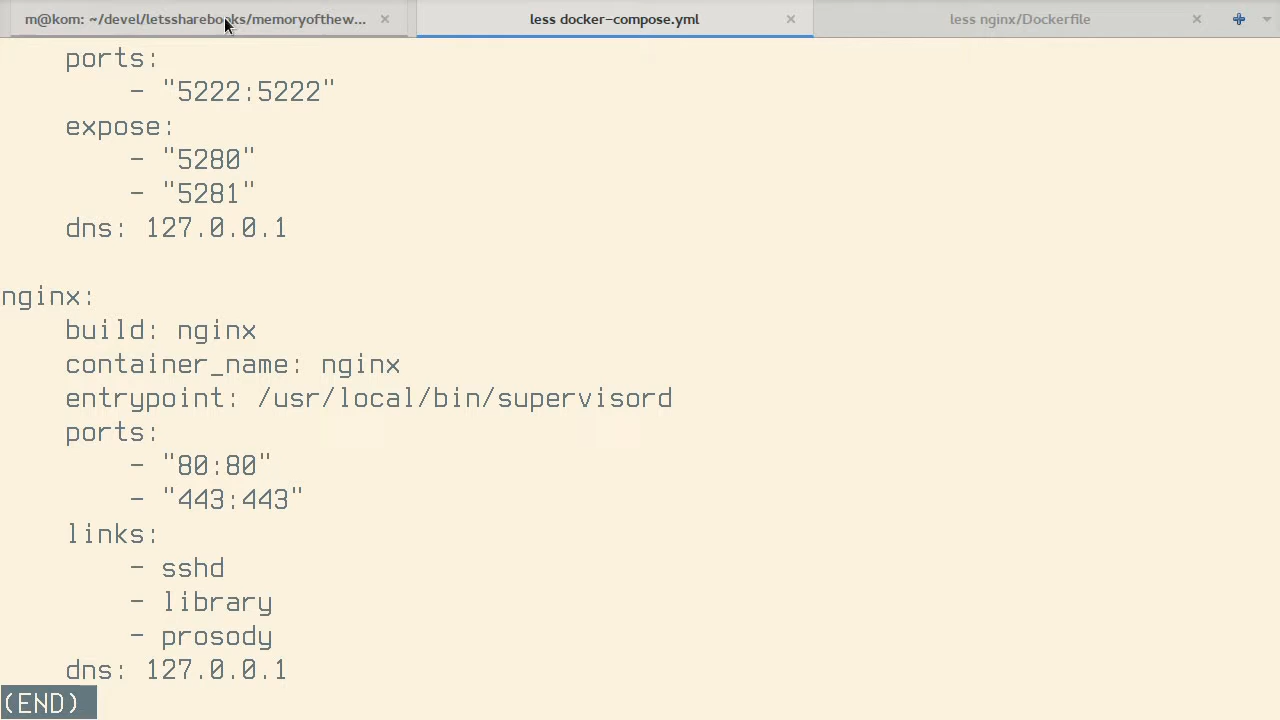 m@kom: ~/devel/letssharebooks/memoryofthew... × less docker-compose.yml × less nginx/Dockerfile ×
    ports:
        - "5222:5222"
    expose:
        - "5280"
        - "5281"
    dns: 127.0.0.1
nginx:
    build: nginx
    container_name: nginx
    entrypoint: /usr/local/bin/supervisord
    ports:
        - "80:80"
        - "443:443"
    links:
        - sshd
        - library
        - prosody
    dns: 127.0.0.1
(END)